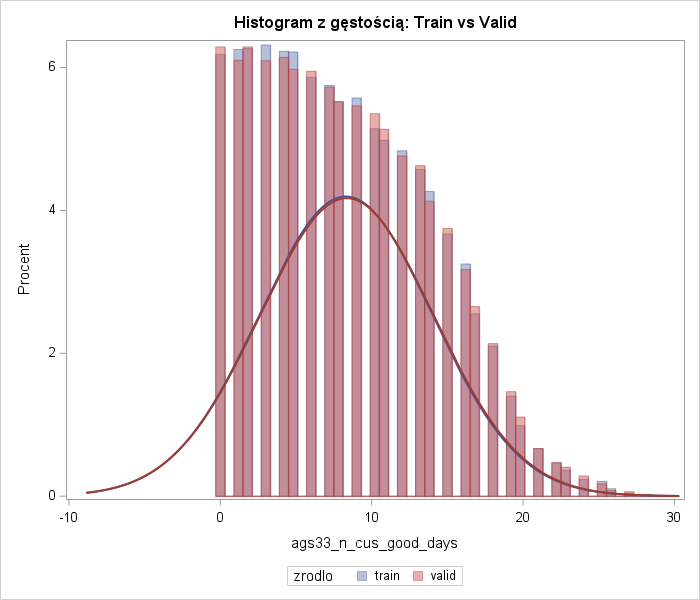 Histogram z gęstością: Train vs Valid
Procent
6
4
2
0
-10 0 10 20 30
ags33_n_cus_good_days
zrodlo train valid